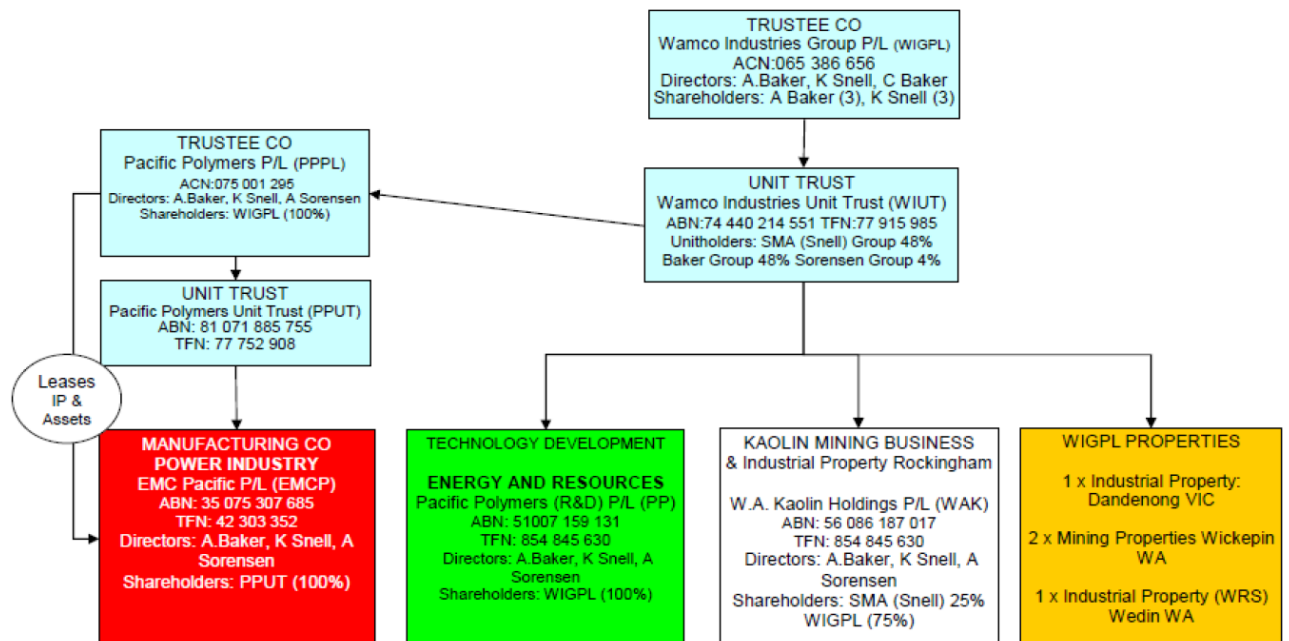 TRUSTEE CO
Wamco Industries Group P/L (WIGPL)
ACN:065 386 656
Directors: A.Baker, K Snell, C Baker
Shareholders: A Baker (3), K Snell (3)
TRUSTEE CO
Pacific Polymers P/L (PPPL)
ACN:075 001 295
Directors: A.Baker, K Snell, A Sorensen
Shareholders: WIGPL (100%)
UNIT TRUST
Wamco Industries Unit Trust (WIUT)
ABN:74 440 214 551 TFN:77 915 985
Unitholders: SMA (Snell) Group 48%
Baker Group 48% Sorensen Group 4%
UNIT TRUST
Pacific Polymers Unit Trust (PPUT)
ABN: 81 071 885 755
TFN: 77 752 908
Leases
IP &
Assets
MANUFACTURING CO
POWER INDUSTRY
EMC Pacific P/L (EMCP)
ABN: 35 075 307 685
TFN: 42 303 352
Directors: A.Baker, K Snell, A
Sorensen
Shareholders: PPUT (100%)
TECHNOLOGY DEVELOPMENT
ENERGY AND RESOURCES
Pacific Polymers (R&D) P/L (PP)
ABN: 51007 159 131
TFN: 854 845 630
Directors: A.Baker, K Snell, A
Sorensen
Shareholders: WIGPL (100%)
KAOLIN MINING BUSINESS
& Industrial Property Rockingham
W.A. Kaolin Holdings P/L (WAK)
ABN: 56 086 187 017
TFN: 854 845 630
Directors: A.Baker, K Snell, A
Sorensen
Shareholders: SMA (Snell) 25%
WIGPL (75%)
WIGPL PROPERTIES
1 x Industrial Property:
Dandenong VIC
2 x Mining Properties Wickepin
WA
1 x Industrial Property (WRS)
Wedin WA